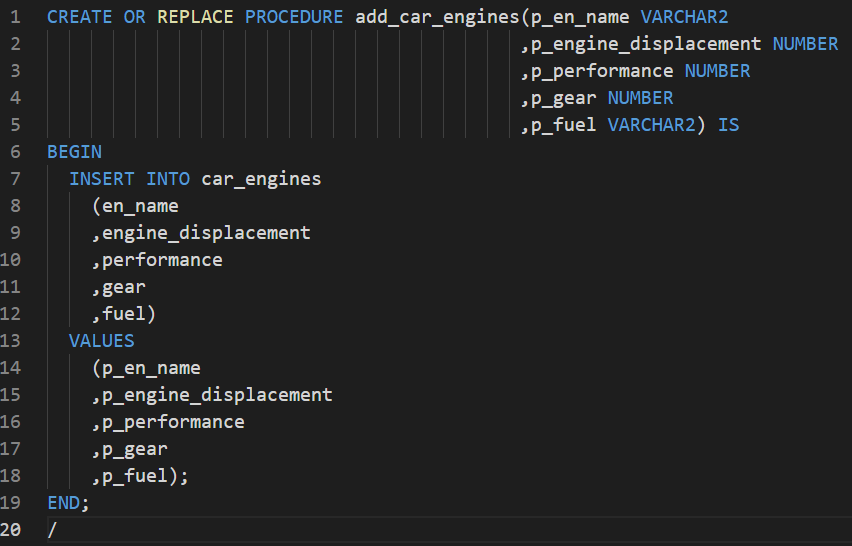 1 CREATE OR REPLACE PROCEDURE add_car_engines(p_en_name VARCHAR2
2 ,p_engine_displacement NUMBER
3 ,p_performance NUMBER
4 ,p_gear NUMBER
5 ,p_fuel VARCHAR2) IS
6 BEGIN
7 INSERT INTO car_engines
8 (en_name
9 ,engine_displacement
10 ,performance
11 ,gear
12 ,fuel)
13 VALUES
14 (p_en_name
15 ,p_engine_displacement
16 ,p_performance
17 ,p_gear
18 ,p_fuel);
19 END;
20 /